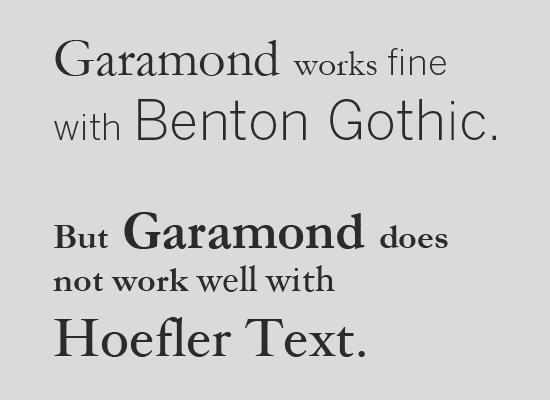 Garamond works fine
with Benton Gothic.
But Garamond does
not work well with
Hoefler Text.